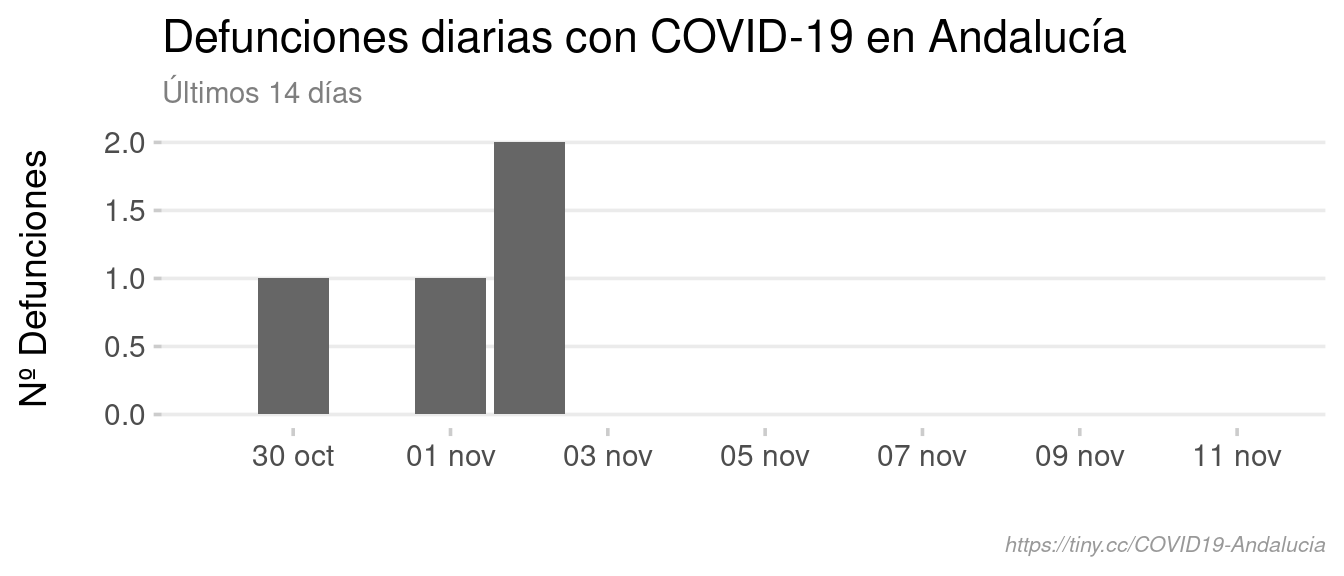 Defunciones diarias con COVID-19 en Andalucía
Últimos 14 días
Nº Defunciones
2.0
1.5
1.0
0.5
0.0
30 oct 01 nov 03 nov 05 nov 07 nov 09 nov 11 nov
https://tiny.cc/COVID19-Andalucia